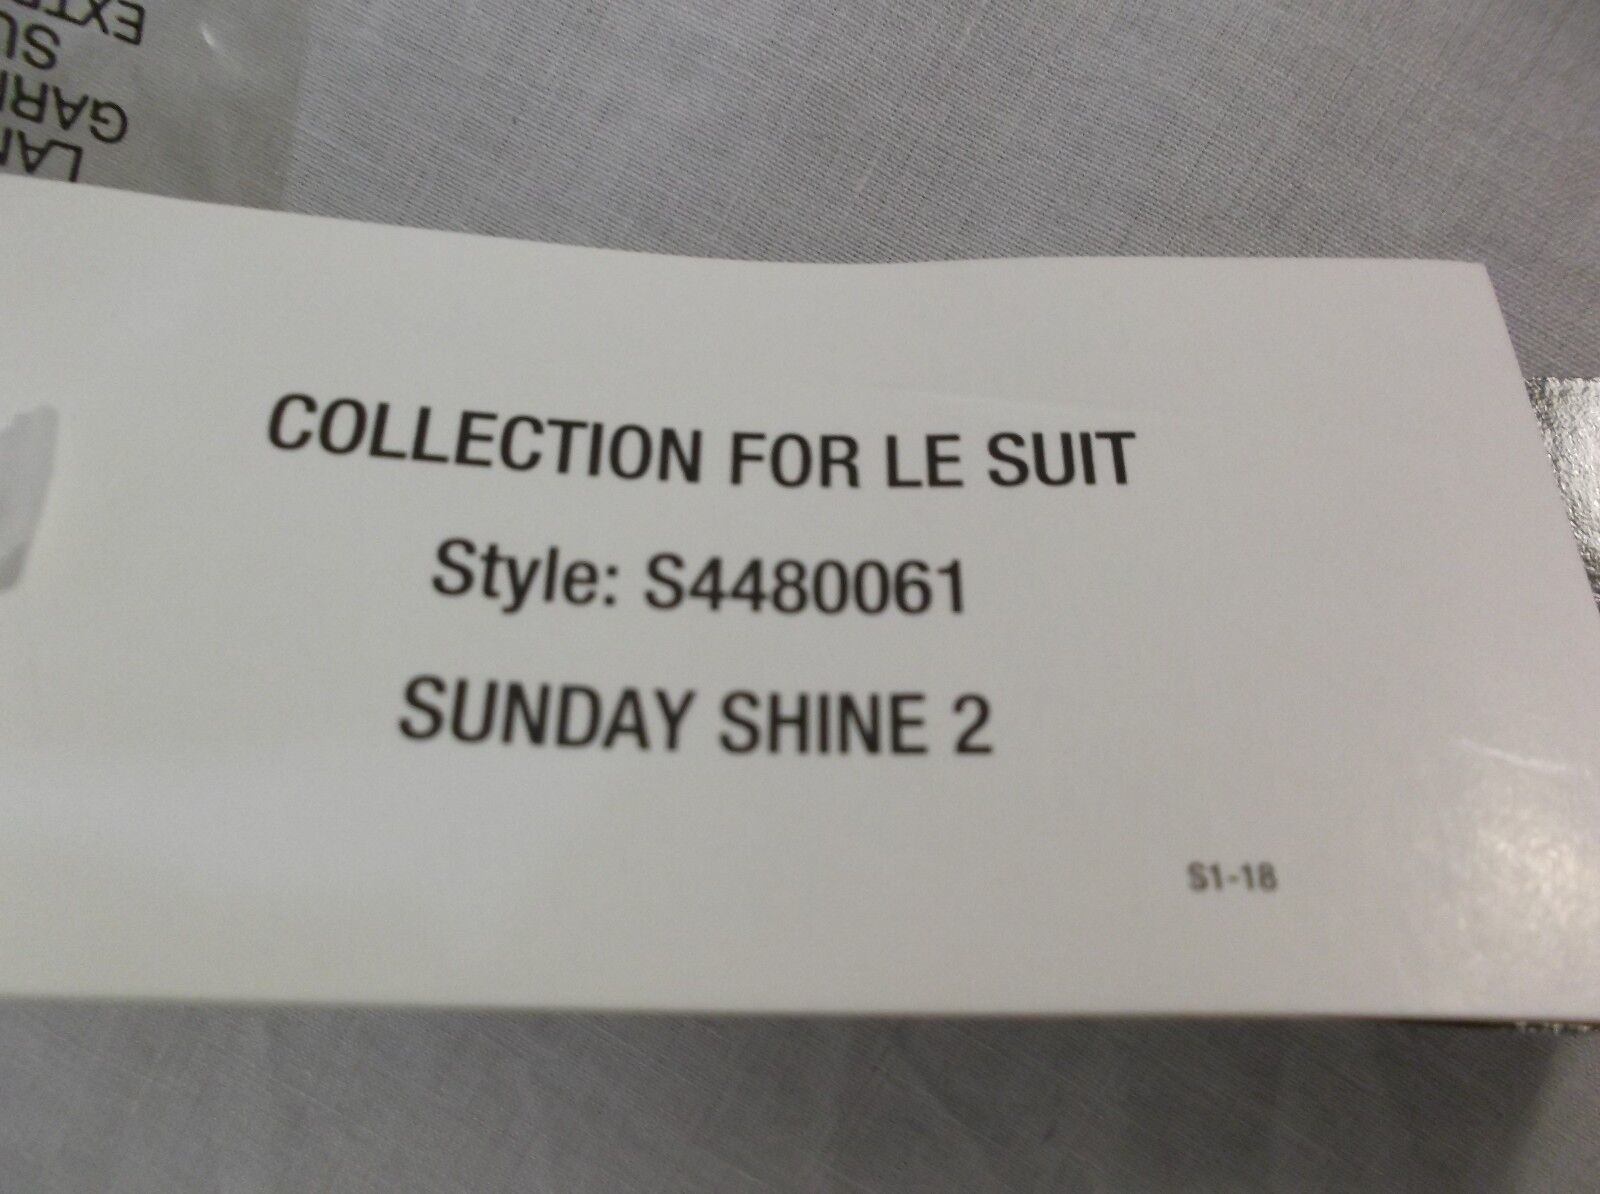 COLLECTION FOR LE SUIT
Style: S4480061
SUNDAY SHINE 2
S1-18